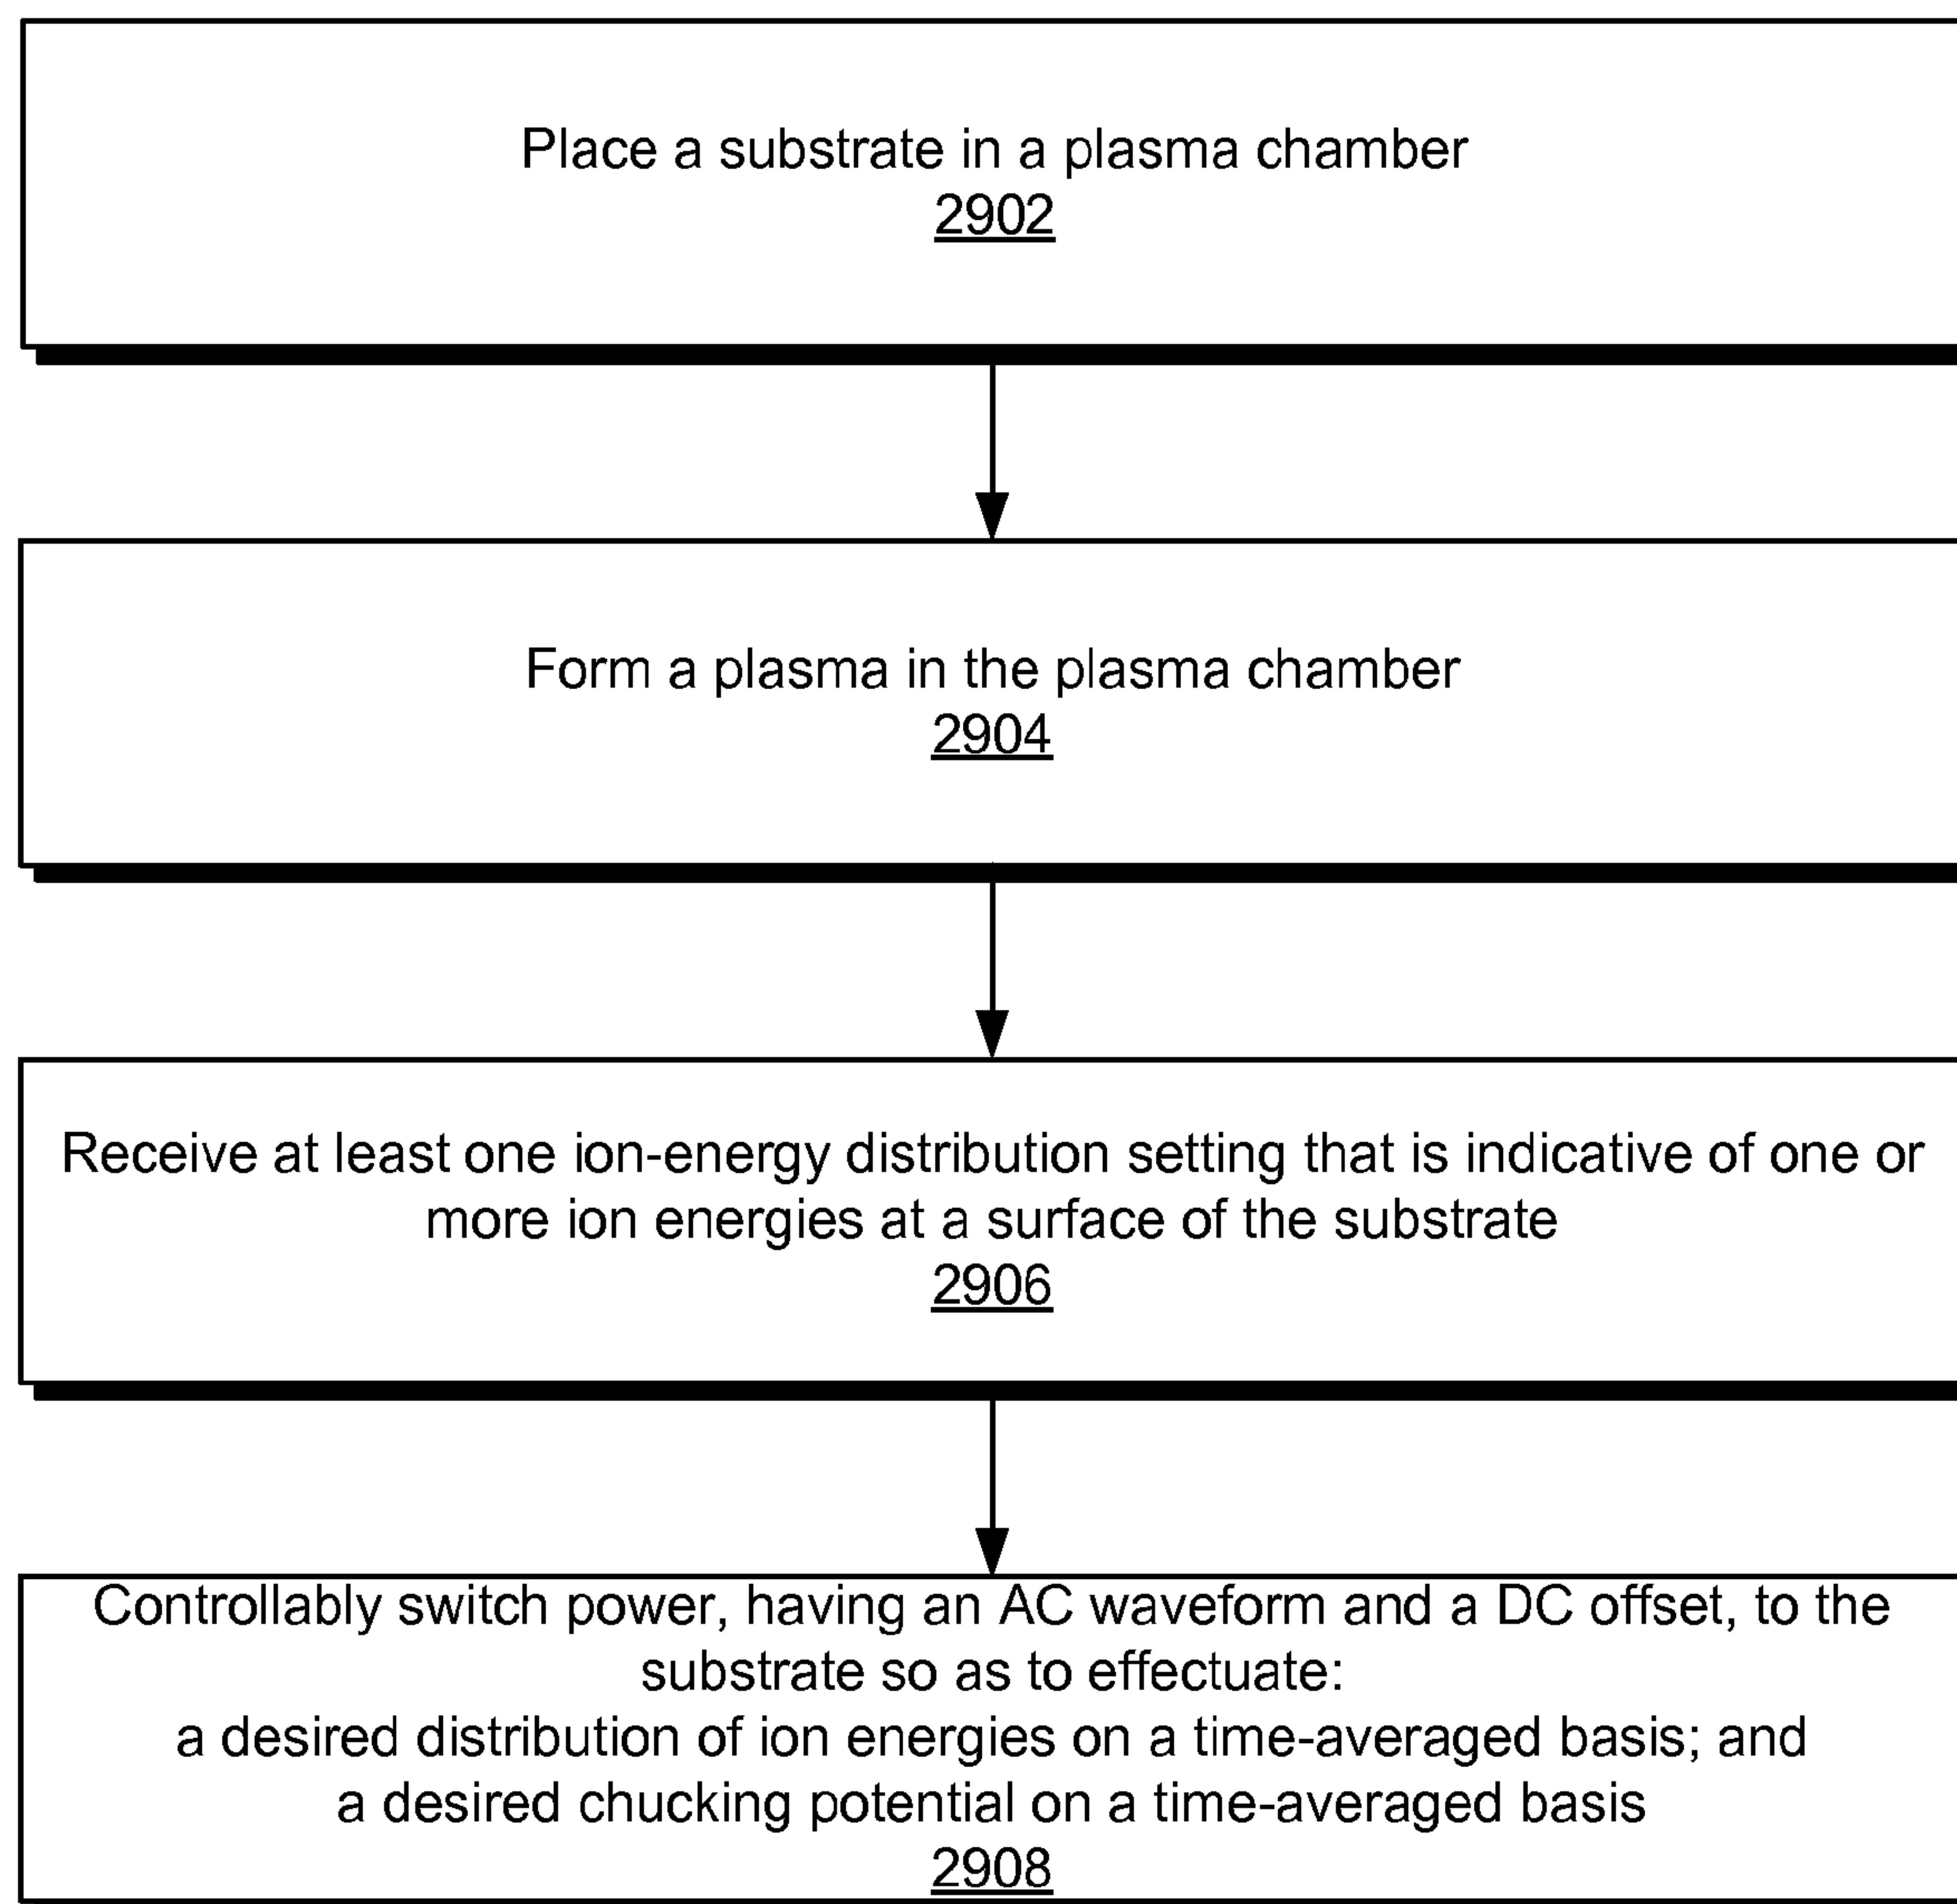 Place a substrate in a plasma chamber
2902
Form a plasma in the plasma chamber
2904
Receive at least one ion-energy distribution setting that is indicative of one or
more ion energies at a surface of the substrate
2906
Controllably switch power, having an AC waveform and a DC offset, to the
substrate so as to effectuate:
a desired distribution of ion energies on a time-averaged basis; and
a desired chucking potential on a time-averaged basis
2908